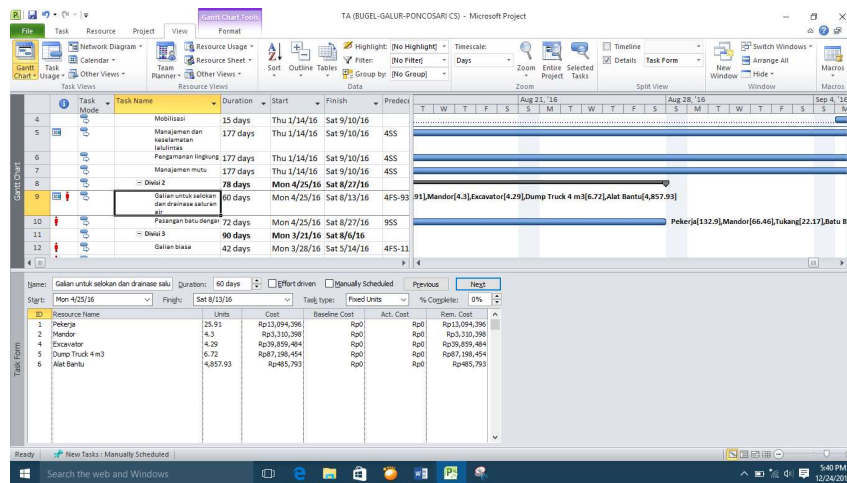 Gantt Chart Tools
TA (BUGEL-GALUR-PONCOSARI CS) - Microsoft Project
File Task Resource Project View Format
Gantt Chart Task Usage Network Diagram Calendar Other Views
Task Views
Team Planner Resource Usage Resource Sheet Other Views
Resource Views
Sort Outline Tables Highlight: [No Highlight] Filter: [No Filter] Group by: [No Group]
Data
Timescale: Days Zoom Entire Project Selected Tasks
Zoom
Timeline Details Task Form
Split View
New Window Switch Windows Arrange All Hide
Window
Macros
Macros
Task Mode Task Name Duration Start Finish Predec
Aug 21, '16 Aug 28, '16 Sep 4, '16
T W T F S S M T W T F S S M T W T F S S M
4 Mobilisasi 15 days Thu 1/14/16 Sat 9/10/16
5 Manajemen dan keselamatan lalulintas 177 days Thu 1/14/16 Sat 9/10/16 4SS
6 Pengamanan lingkung 177 days Thu 1/14/16 Sat 9/10/16 4SS
7 Manajemen mutu 177 days Thu 1/14/16 Sat 9/10/16 4SS
8 Divisi 2 78 days Mon 4/25/16 Sat 8/27/16
9 Galian untuk selokan dan drainase saluran air 60 days Mon 4/25/16 Sat 8/13/16 4FS-93
.91],Mandor[4.3],Excavator[4.29],Dump Truck 4 m3[6.72],Alat Bantu[4,857.93]
10 Pasangan batu dengar 72 days Mon 4/25/16 Sat 8/27/16 9SS
Pekerja[132.9],Mandor[66.46],Tukang[22.17],Batu B
11 Divisi 3 90 days Mon 3/21/16 Sat 8/6/16
12 Galian biasa 42 days Mon 3/28/16 Sat 5/14/16 4FS-11
Gantt Chart
Name: Galian untuk selokan dan drainase salu Duration: 60 days Effort driven Manually Scheduled Previous Next
Start: Mon 4/25/16 Finish: Sat 8/13/16 Task type: Fixed Units % Complete: 0%
ID Resource Name Units Cost Baseline Cost Act. Cost Rem. Cost
1 Pekerja 25.91 Rp13,094,396 Rp0 Rp0 Rp13,094,396
2 Mandor 4.3 Rp3,310,398 Rp0 Rp0 Rp3,310,398
4 Excavator 4.29 Rp39,859,484 Rp0 Rp0 Rp39,859,484
5 Dump Truck 4 m3 6.72 Rp87,198,454 Rp0 Rp0 Rp87,198,454
6 Alat Bantu 4,857.93 Rp485,793 Rp0 Rp0 Rp485,793
Task Form
Ready New Tasks : Manually Scheduled
Search the web and Windows
5:40 PM
12/24/201